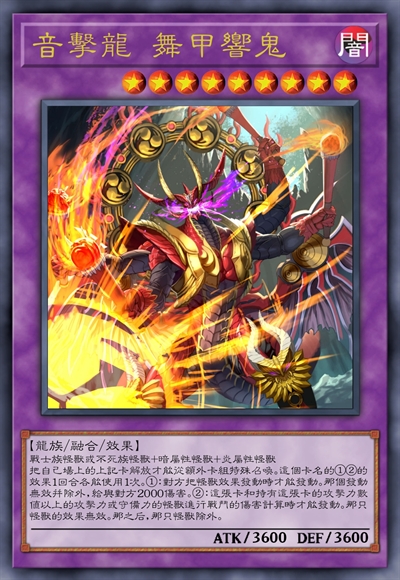 音擊龍 舞甲響鬼
闇
【龍族/融合/效果】
戰士族怪獸或不死族怪獸+暗屬性怪獸+炎屬性怪獸
把自己場上的上記卡解放才能從額外卡組特殊召喚。這個卡名的①②的
效果1回合各能使用1次。①:對方把怪獸效果發動時才能發動。那個發動
無效并除外,給與對方2000傷害。②:這張卡和持有這張卡的攻擊力數
值以上的攻擊力或守備力的怪獸進行戰鬥的傷害計算時才能發動。那只
怪獸的效果無效。那之后,那只怪獸除外。
ATK/3600 DEF/3600